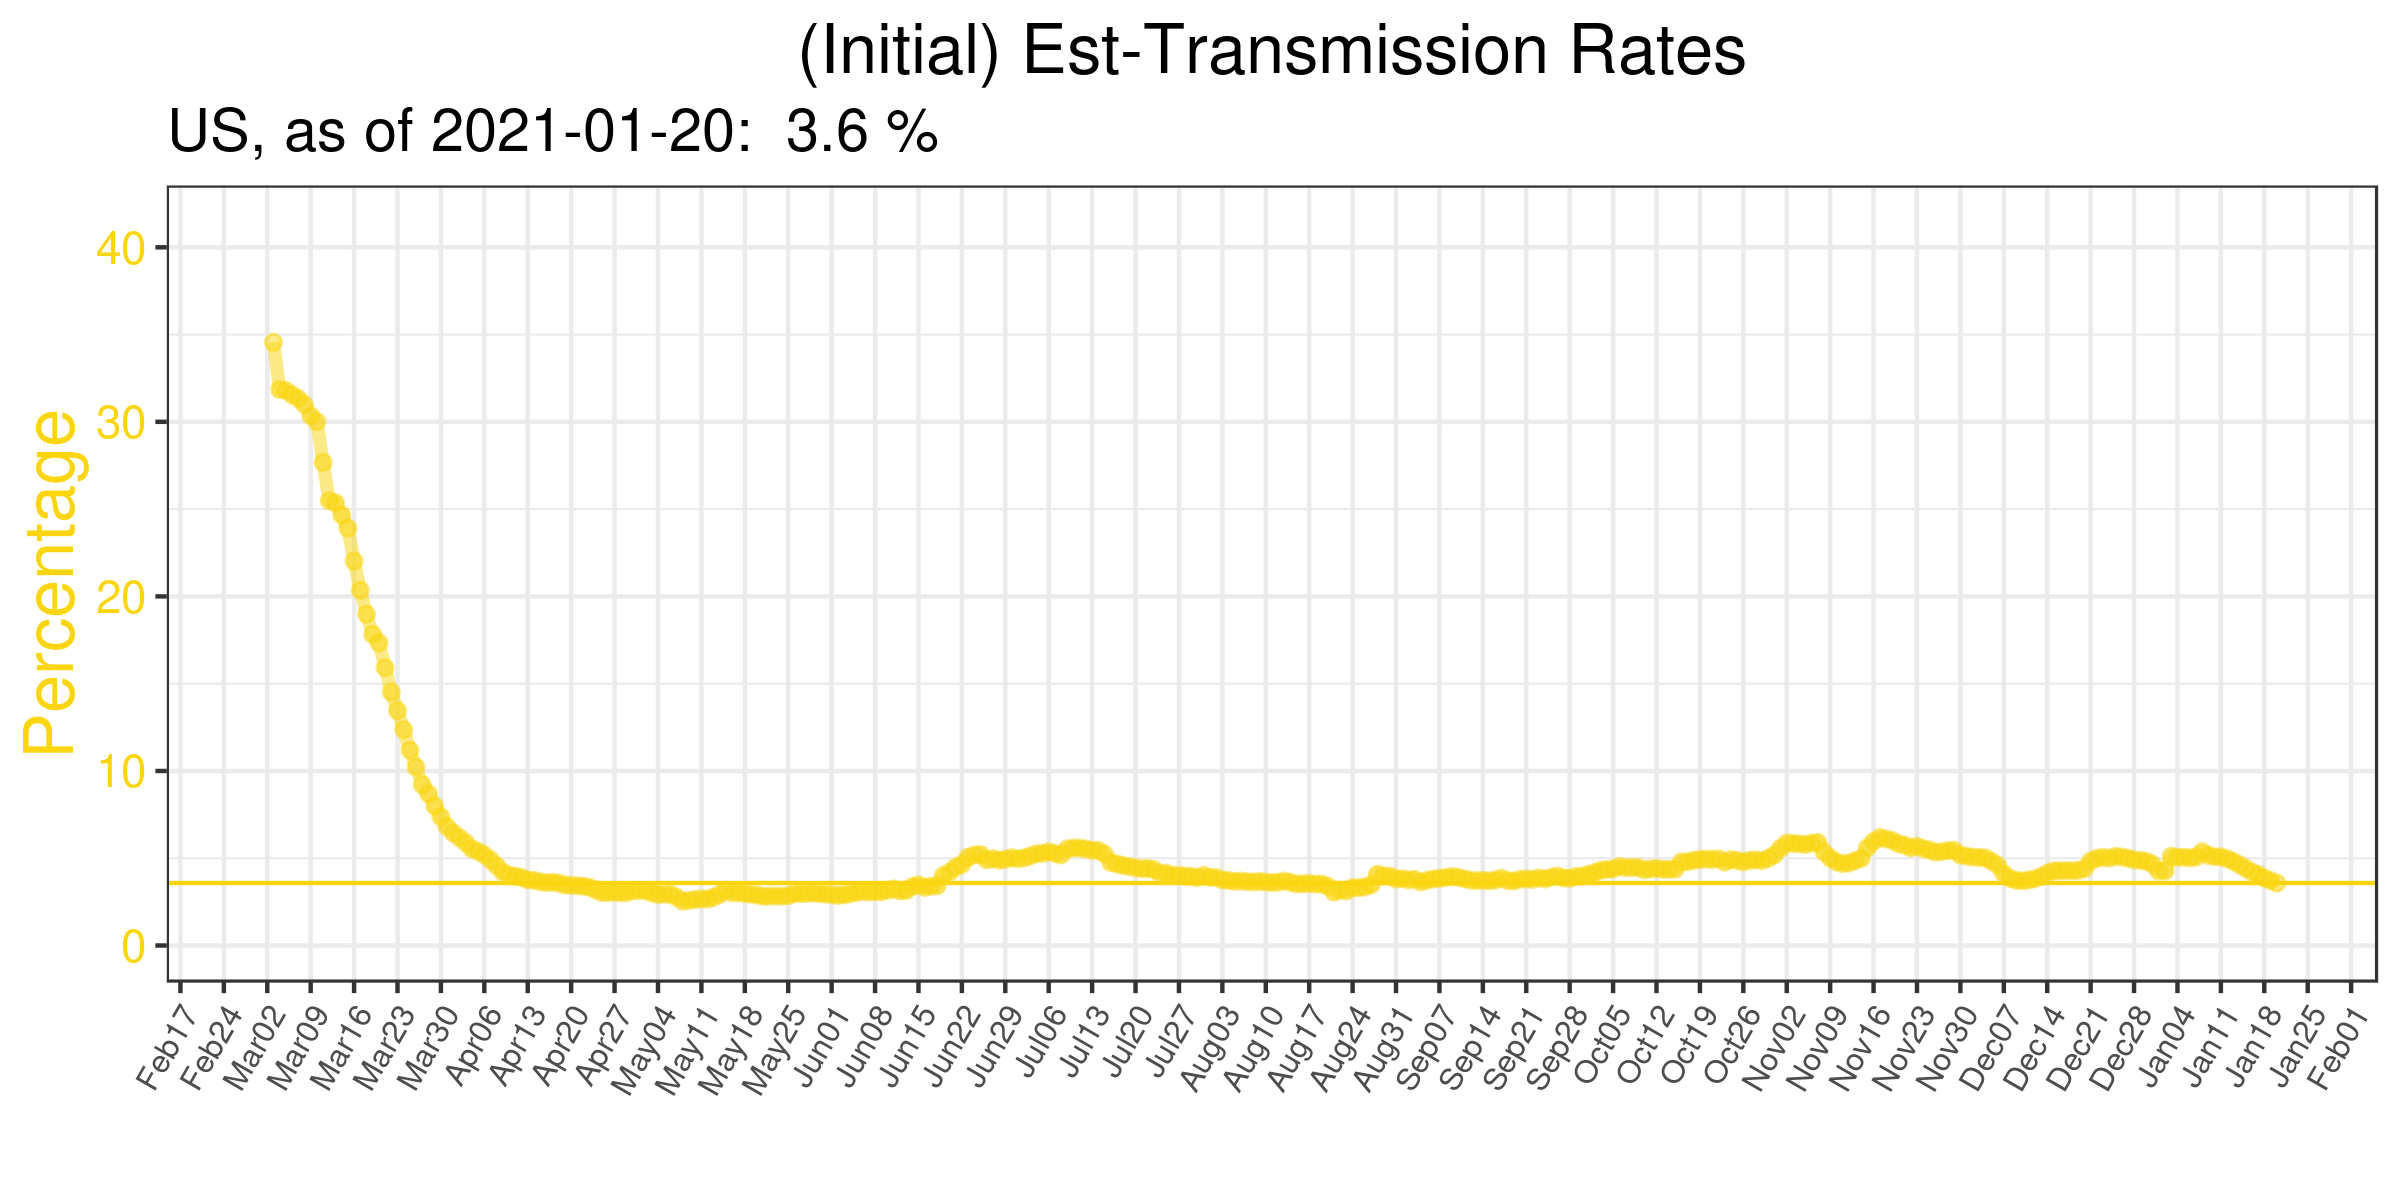 (Initial) Est-Transmission Rates
US, as of 2021-01-20:  3.6 %
Percentage
40
30
20
10
0
Feb17
Feb24
Mar02
Mar09
Mar16
Mar23
Mar30
Apr06
Apr13
Apr20
Apr27
May04
May11
May18
May25
Jun01
Jun08
Jun15
Jun22
Jun29
Jul06
Jul13
Jul20
Jul27
Aug03
Aug10
Aug17
Aug24
Aug31
Sep07
Sep14
Sep21
Sep28
Oct05
Oct12
Oct19
Oct26
Nov02
Nov09
Nov16
Nov23
Nov30
Dec07
Dec14
Dec21
Dec28
Jan04
Jan11
Jan18
Jan25
Feb01